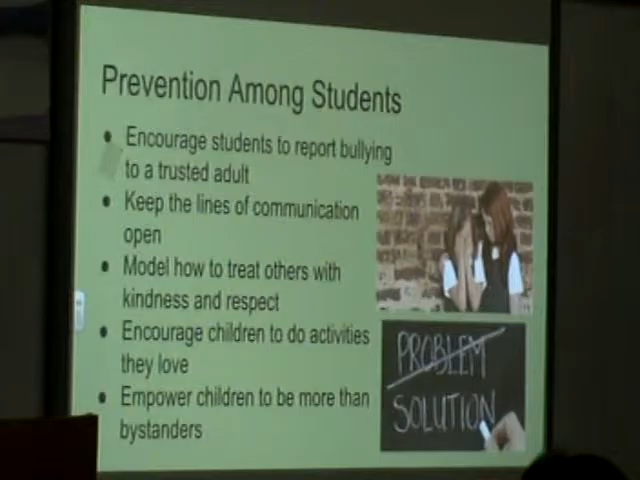 Prevention Among Students
• Encourage students to report bullying
to a trusted adult
• Keep the lines of communication
open
• Model how to treat others with
kindness and respect
• Encourage children to do activities
they love
• Empower children to be more than
bystanders
PROBLEM
SOLUTION